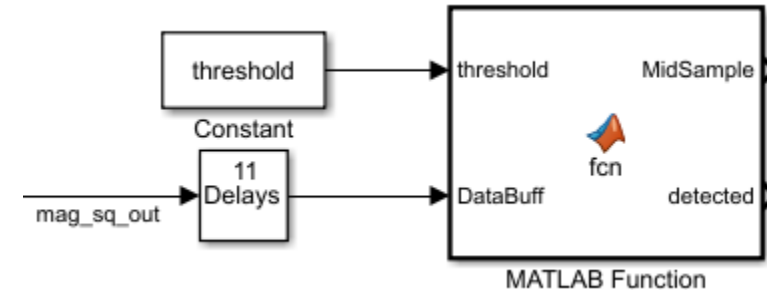 threshold
Constant
mag_sq_out
11
Delays
threshold
DataBuff
fcn
MidSample
detected
MATLAB Function